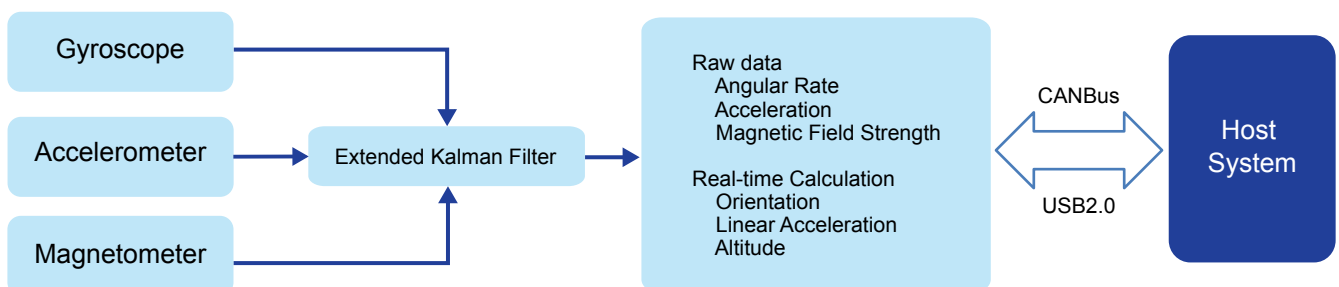 Gyroscope
Accelerometer
Magnetometer
Extended Kalman Filter
Raw data
Angular Rate
Acceleration
Magnetic Field Strength
Real-time Calculation
Orientation
Linear Acceleration
Altitude
CANBus
USB2.0
Host
System